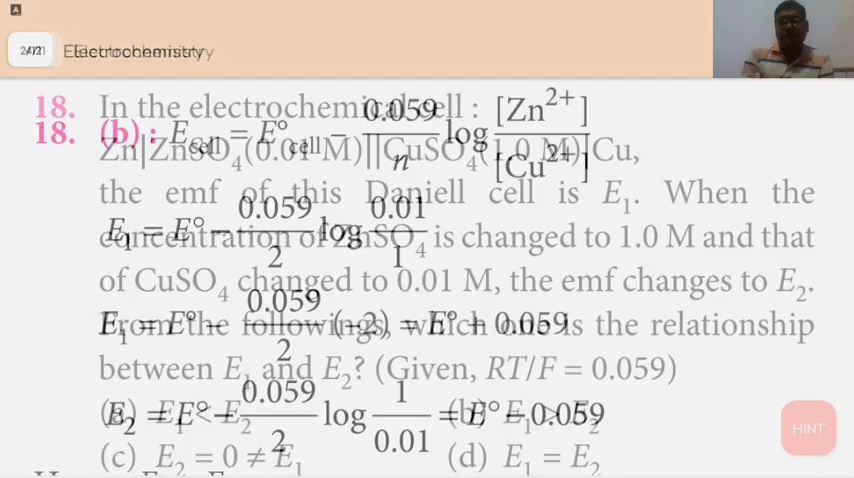 A
Electrochemistry
18. In the electrochemical cell :
18. (b) : E_cell = E°_cell − 0.059/n log [Zn²⁺]/[Cu²⁺]
Zn|ZnSO₄(0.01 M)||CuSO₄(1.0 M)|Cu,
the emf of this Daniell cell is E₁. When the
E₁ = E° − 0.059/2 log 0.01/1
concentration of ZnSO₄ is changed to 1.0 M and that
of CuSO₄ changed to 0.01 M, the emf changes to E₂.
E₁ = E° − 0.059/2 (−2) = E° + 0.059
From the followings, which one is the relationship
between E₁ and E₂? (Given, RT/F = 0.059)
E₂ = E° − 0.059/2 log 1/0.01 = E° − 0.059
(a) E₁ < E₂ (b) E₁ > E₂
(c) E₂ = 0 ≠ E₁ (d) E₁ = E₂
HINT